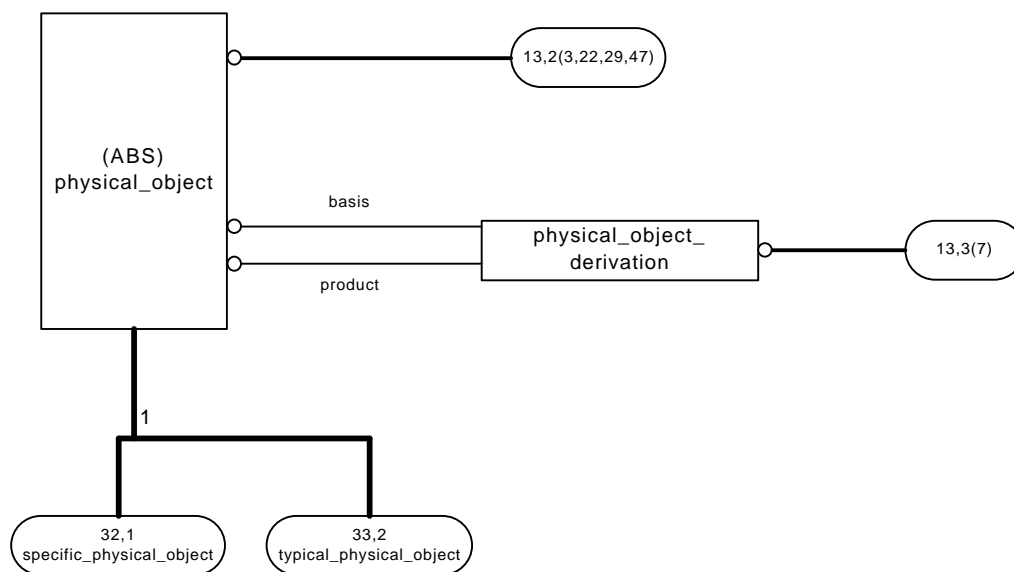 13,2(3,22,29,47)
(ABS)
physical_object
basis
physical_object_
derivation
13,3(7)
product
1
32,1
specific_physical_object
33,2
typical_physical_object